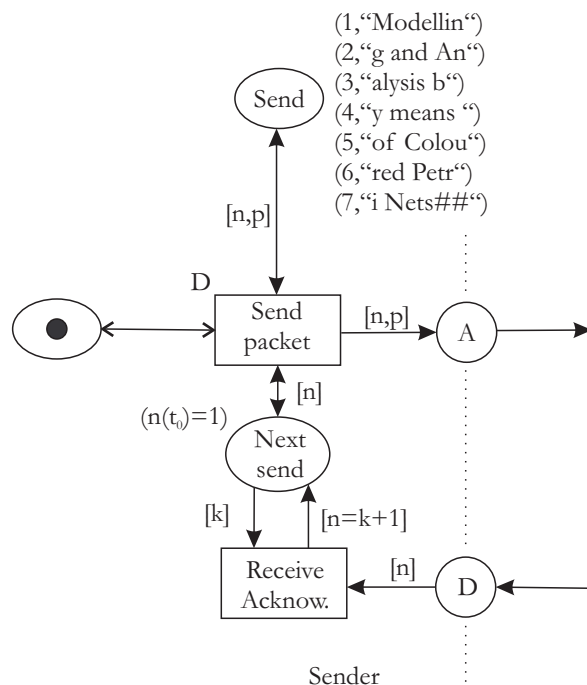 (1,“Modellin“)
(2,“g and An“)
(3,“alysis b“)
(4,“y means “)
(5,“of Colou“)
(6,“red Petr“)
(7,“i Nets##“)
Send
[n,p]
D
Send
packet
[n,p]
A
[n]
(n(t₀)=1)
Next
send
[k]
[n=k+1]
Receive
Acknow.
[n]
D
Sender